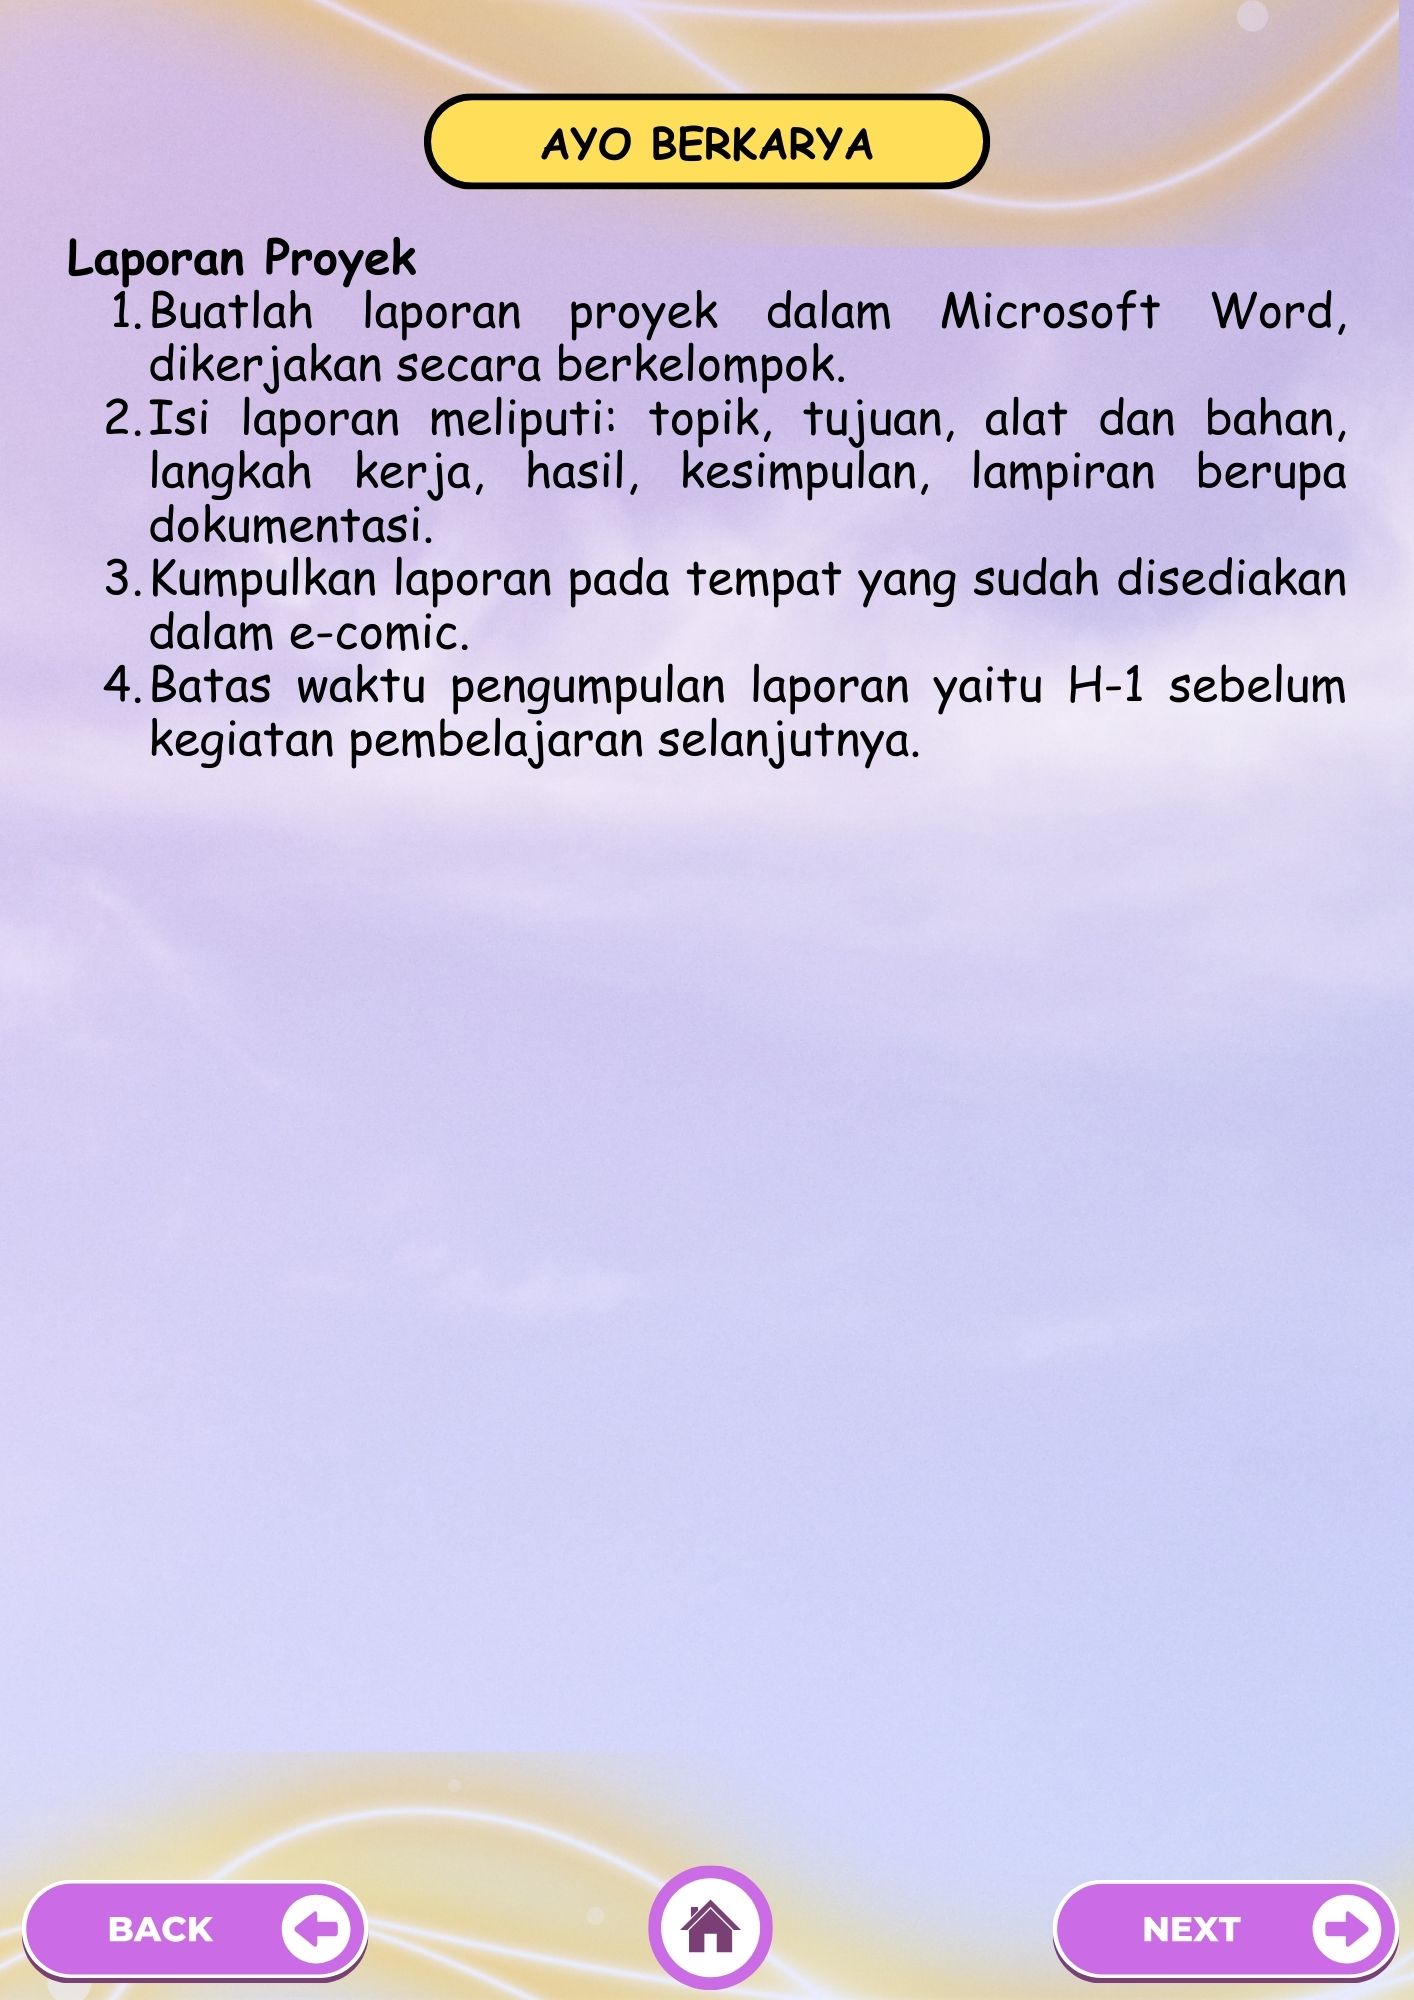 AYO BERKARYA
Laporan Proyek
1. Buatlah laporan proyek dalam Microsoft Word,
dikerjakan secara berkelompok.
2. Isi laporan meliputi: topik, tujuan, alat dan bahan,
langkah kerja, hasil, kesimpulan, lampiran berupa
dokumentasi.
3. Kumpulkan laporan pada tempat yang sudah disediakan
dalam e-comic.
4. Batas waktu pengumpulan laporan yaitu H-1 sebelum
kegiatan pembelajaran selanjutnya.
BACK
NEXT